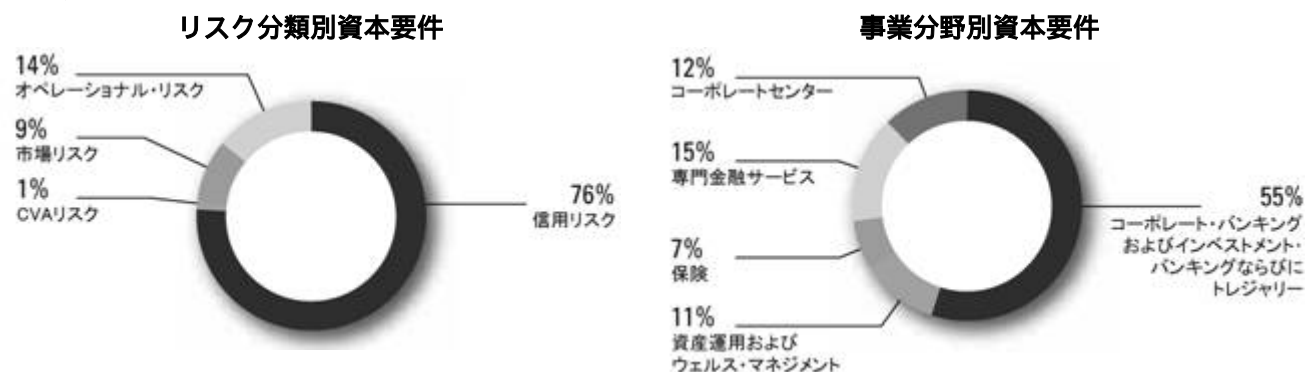 リスク分類別資本要件
14%
オペレーショナル・リスク
9%
市場リスク
1%
CVAリスク
76%
信用リスク
事業分野別資本要件
12%
コーポレートセンター
15%
専門金融サービス
7%
保険
11%
資産運用および
ウェルス・マネジメント
55%
コーポレート・バンキング
およびインベストメント・
バンキングならびに
トレジャリー